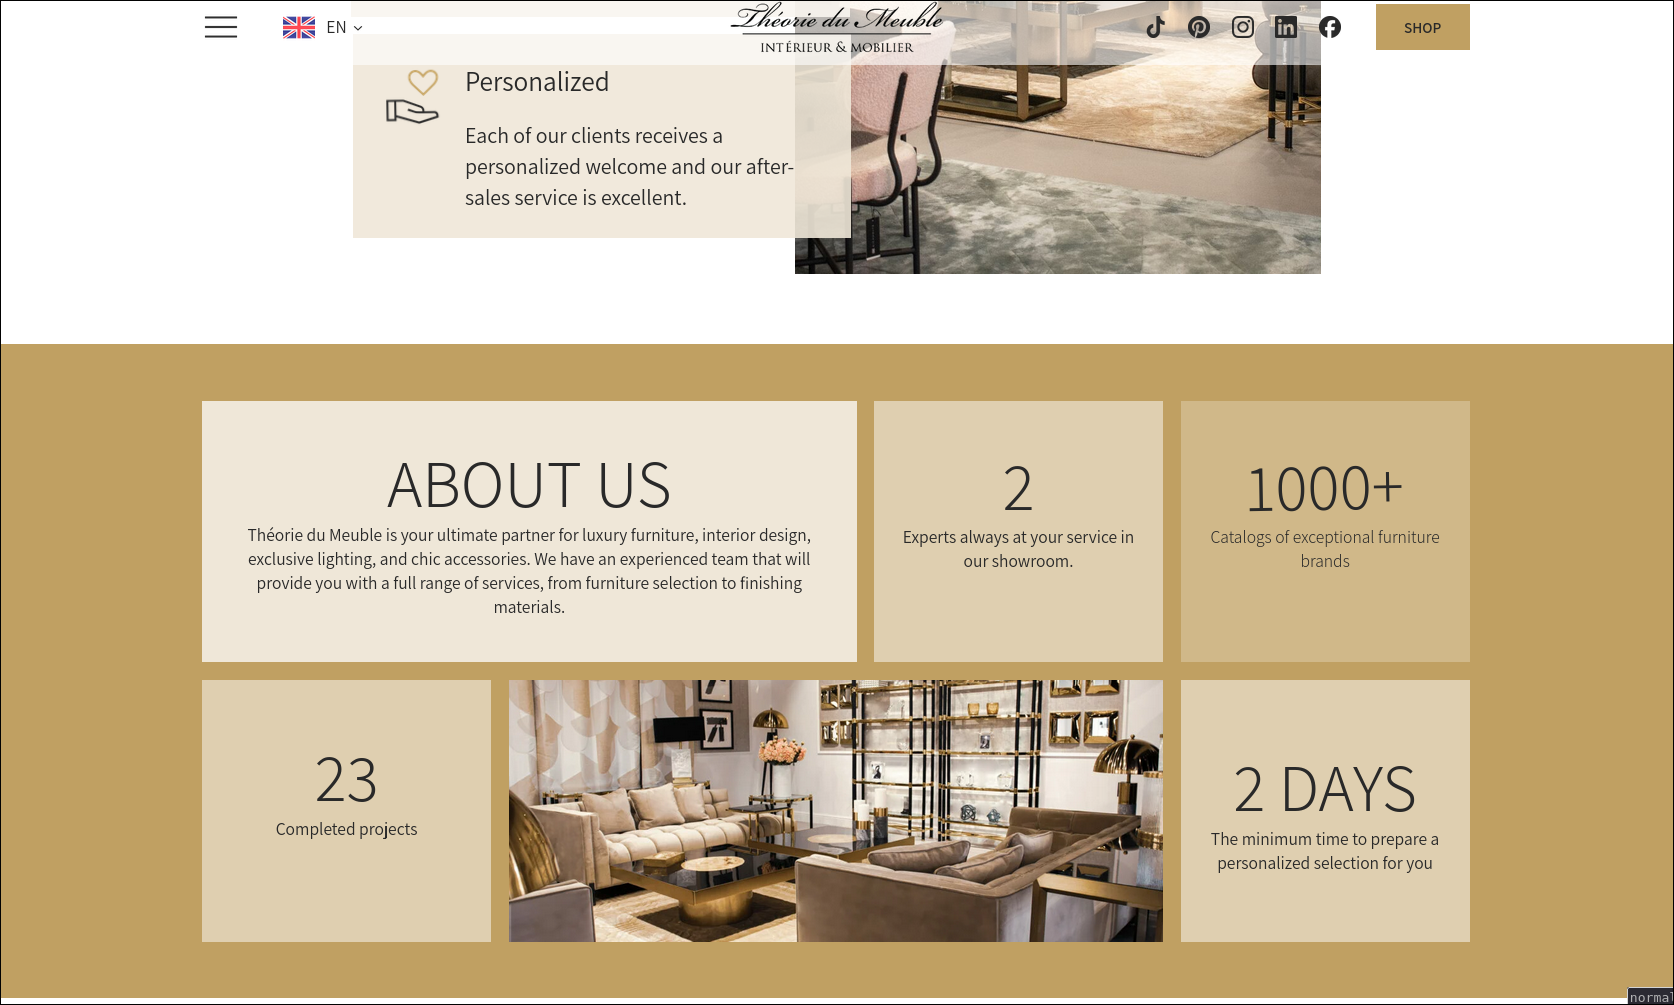 EN
Théorie du Meuble
INTÉRIEUR & MOBILIER
SHOP
Personalized
Each of our clients receives a
personalized welcome and our after-
sales service is excellent.
ABOUT US
Théorie du Meuble is your ultimate partner for luxury furniture, interior design,
exclusive lighting, and chic accessories. We have an experienced team that will
provide you with a full range of services, from furniture selection to finishing
materials.
2
Experts always at your service in
our showroom.
1000+
Catalogs of exceptional furniture
brands
23
Completed projects
2 DAYS
The minimum time to prepare a
personalized selection for you